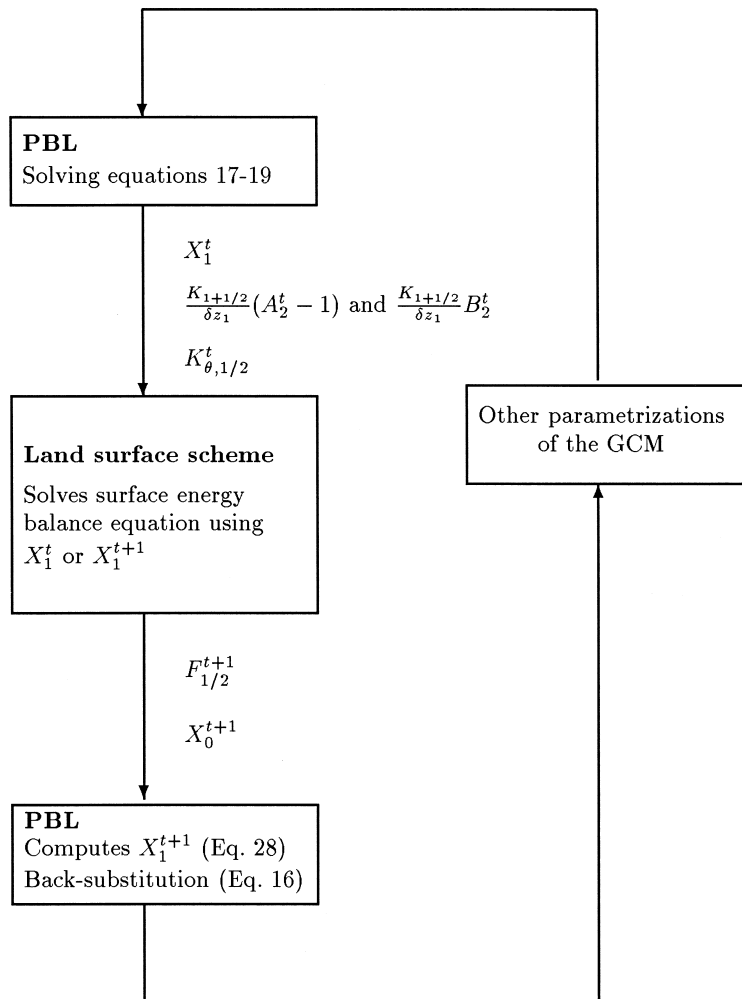 PBL
Solving equations 17-19
$X_1^t$
$\frac{K_{1+1/2}}{\delta z_1}(A_2^t - 1)$ and $\frac{K_{1+1/2}}{\delta z_1}B_2^t$
$K_{\theta,1/2}^t$
Land surface scheme
Solves surface energy
balance equation using
$X_1^t$ or $X_1^{t+1}$
Other parametrizations
of the GCM
$F_{1/2}^{t+1}$
$X_0^{t+1}$
PBL
Computes $X_1^{t+1}$ (Eq. 28)
Back-substitution (Eq. 16)